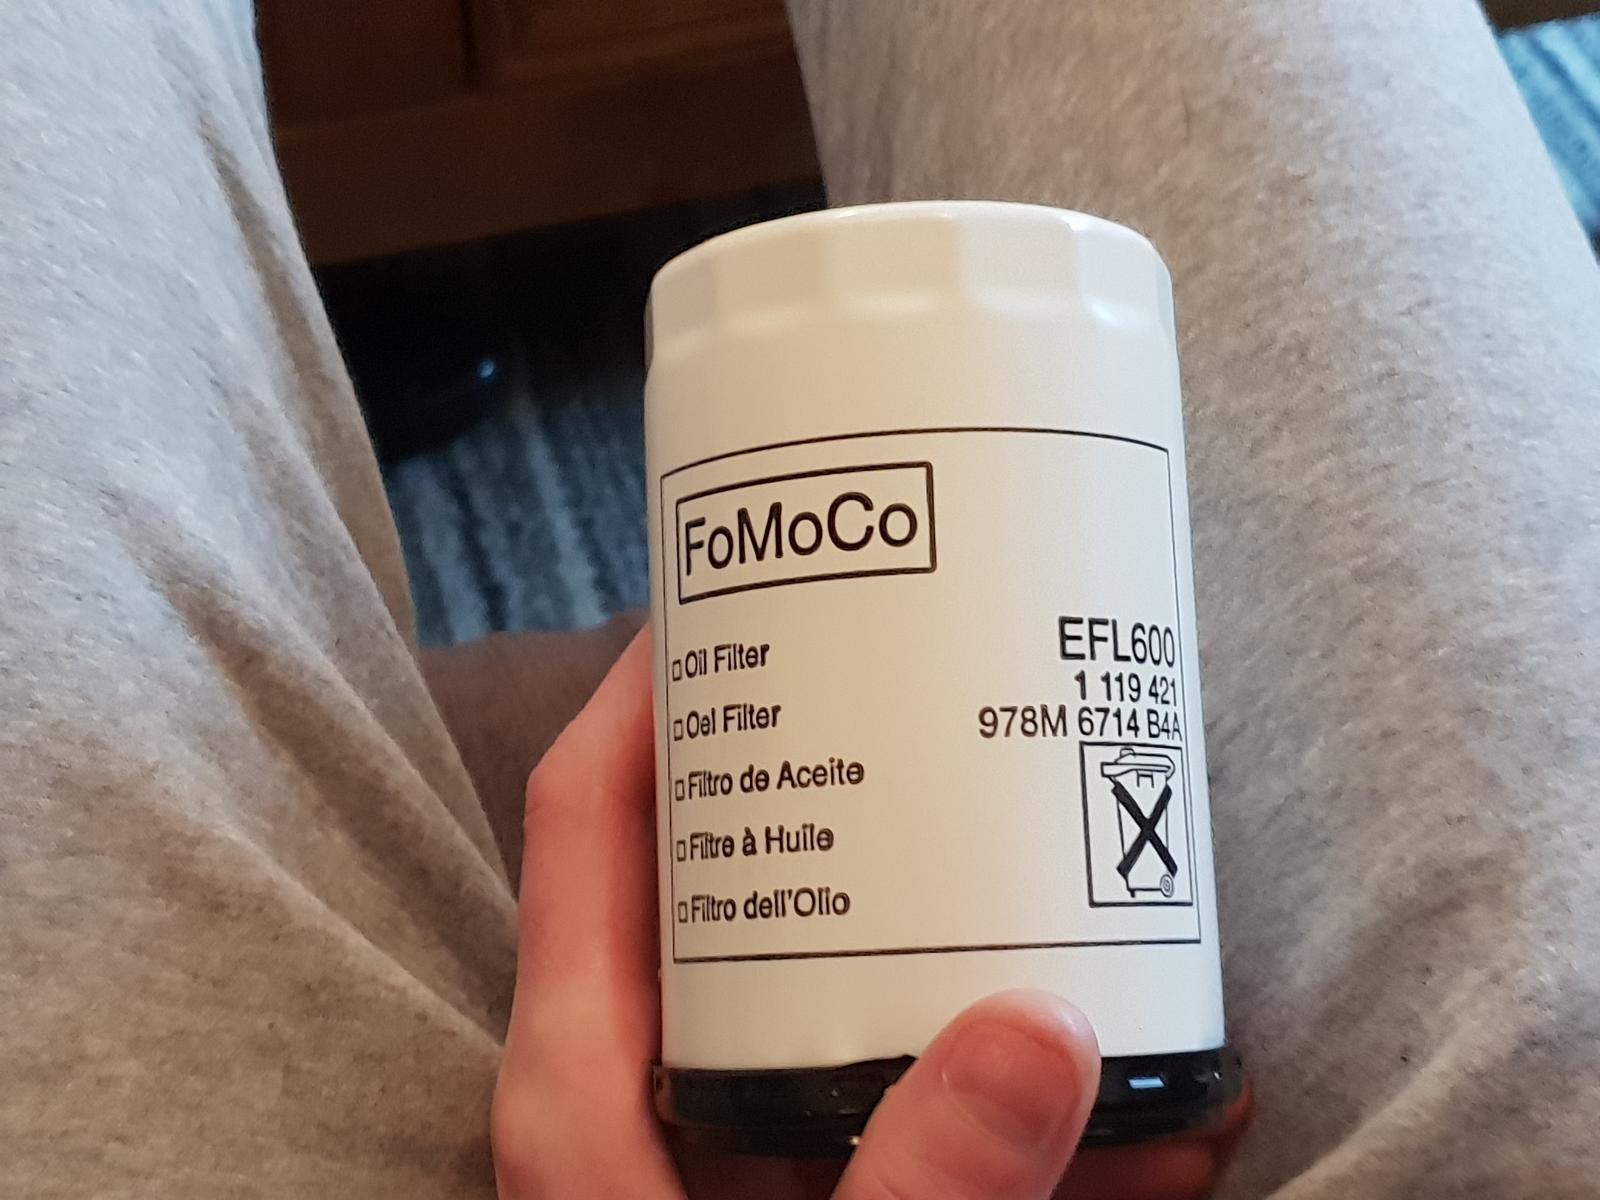 FoMoCo
Oil Filter
Oel Filter
Filtro de Aceite
Filtre à Huile
Filtro dell'Olio
EFL600
1 119 421
978M 6714 B4A